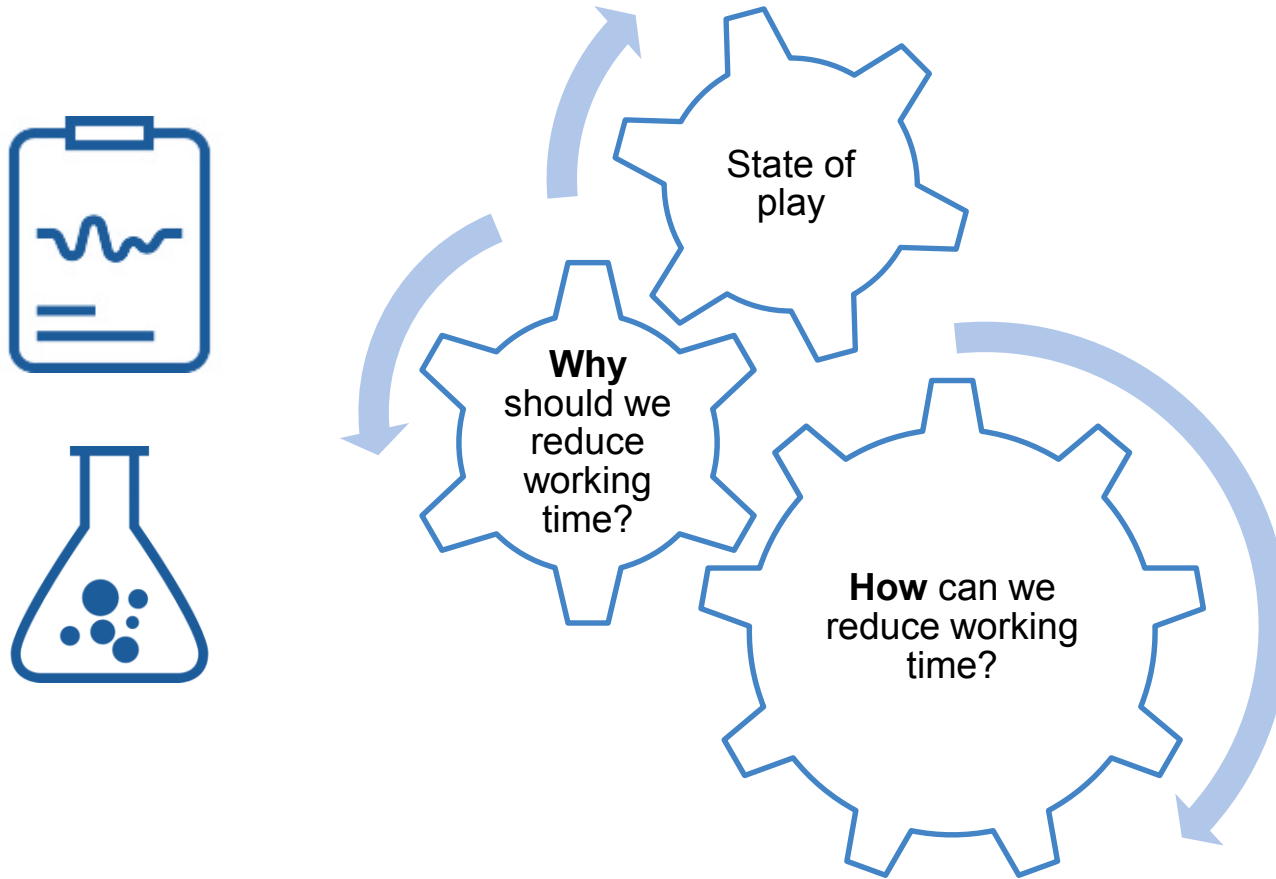 State of
play
Why
should we
reduce
working
time?
How can we
reduce working
time?